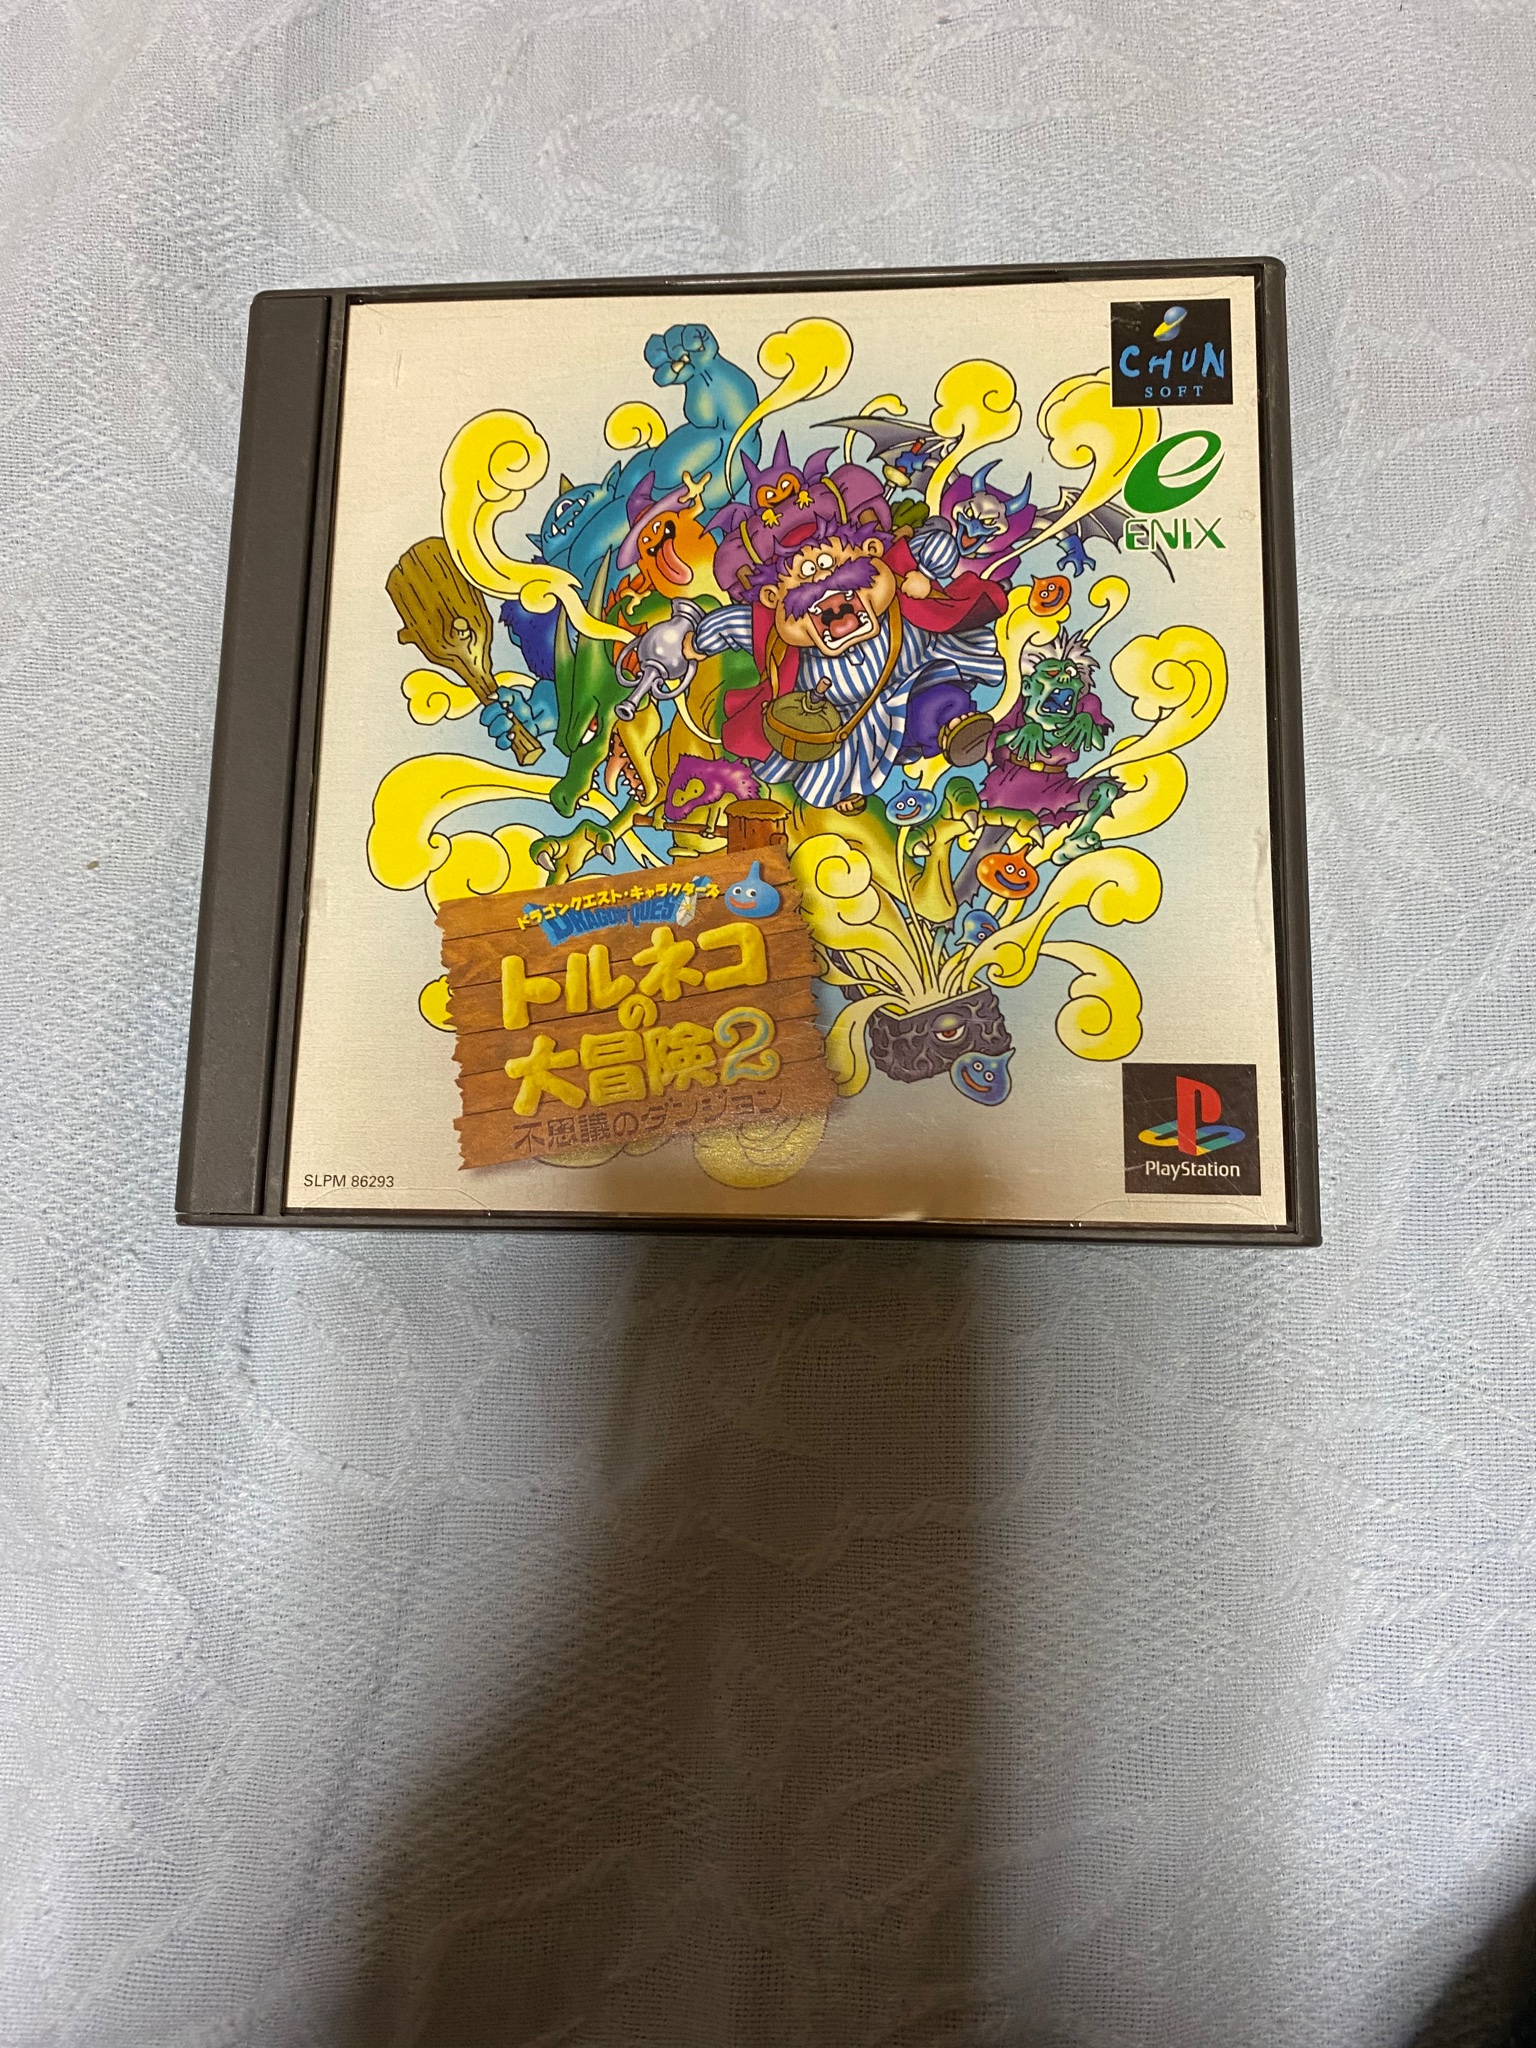 CHUN
SOFT
ENIX
ドラゴンクエスト・キャラクターズ
DRAGON QUEST
トルネコ
の
大冒険2
不思議のダンジョン
SLPM 86293
PlayStation